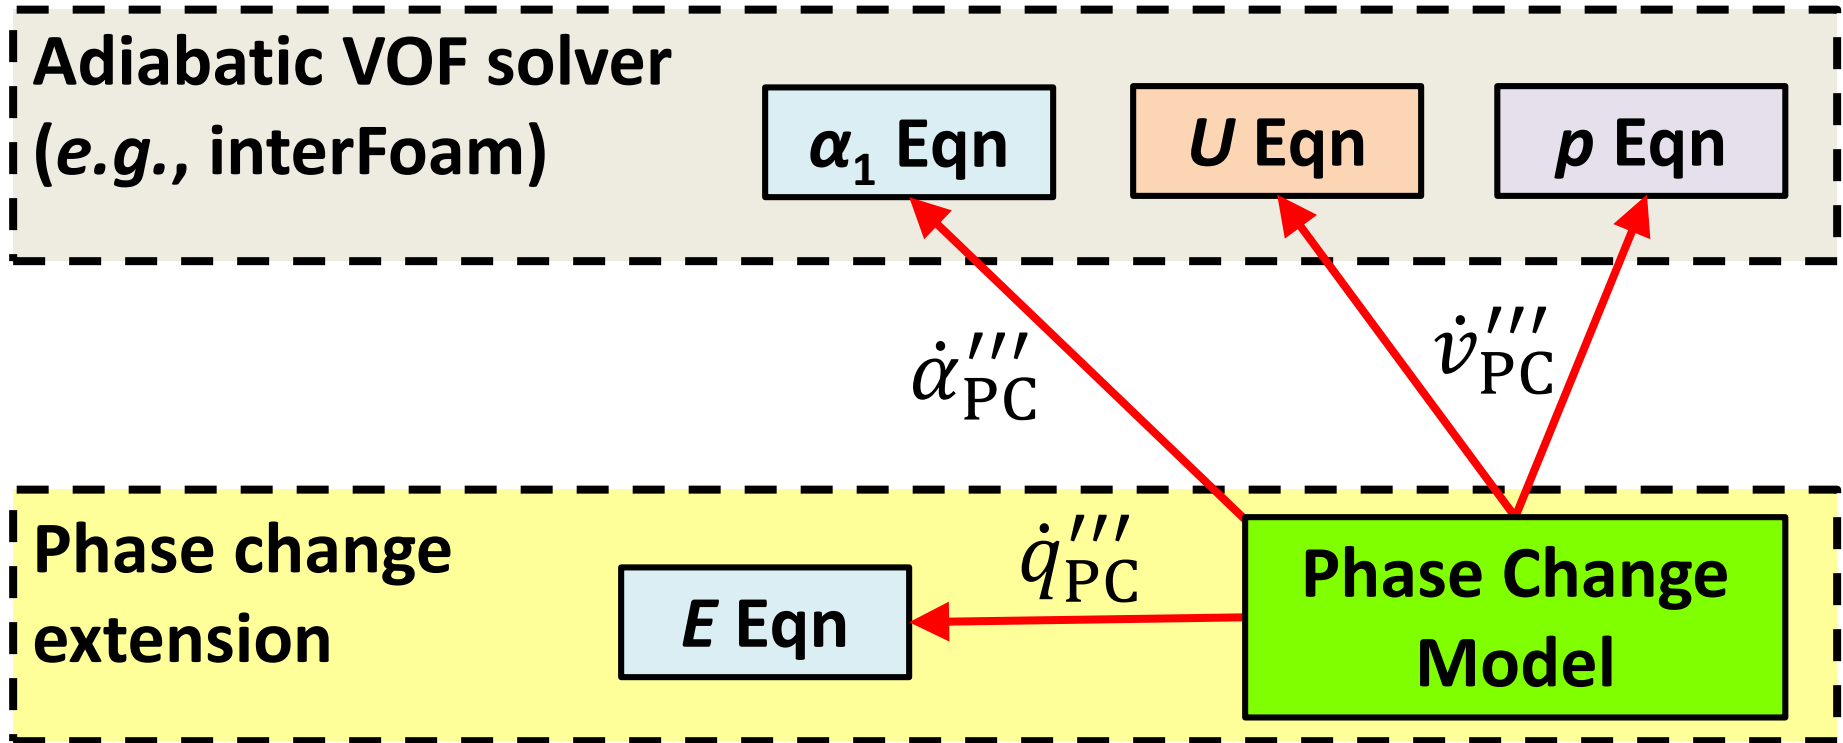 Adiabatic VOF solver
(e.g., interFoam)
α₁ Eqn
U Eqn
p Eqn
α̇‴PC
v̇‴PC
Phase change
extension
E Eqn
q̇‴PC
Phase Change
Model